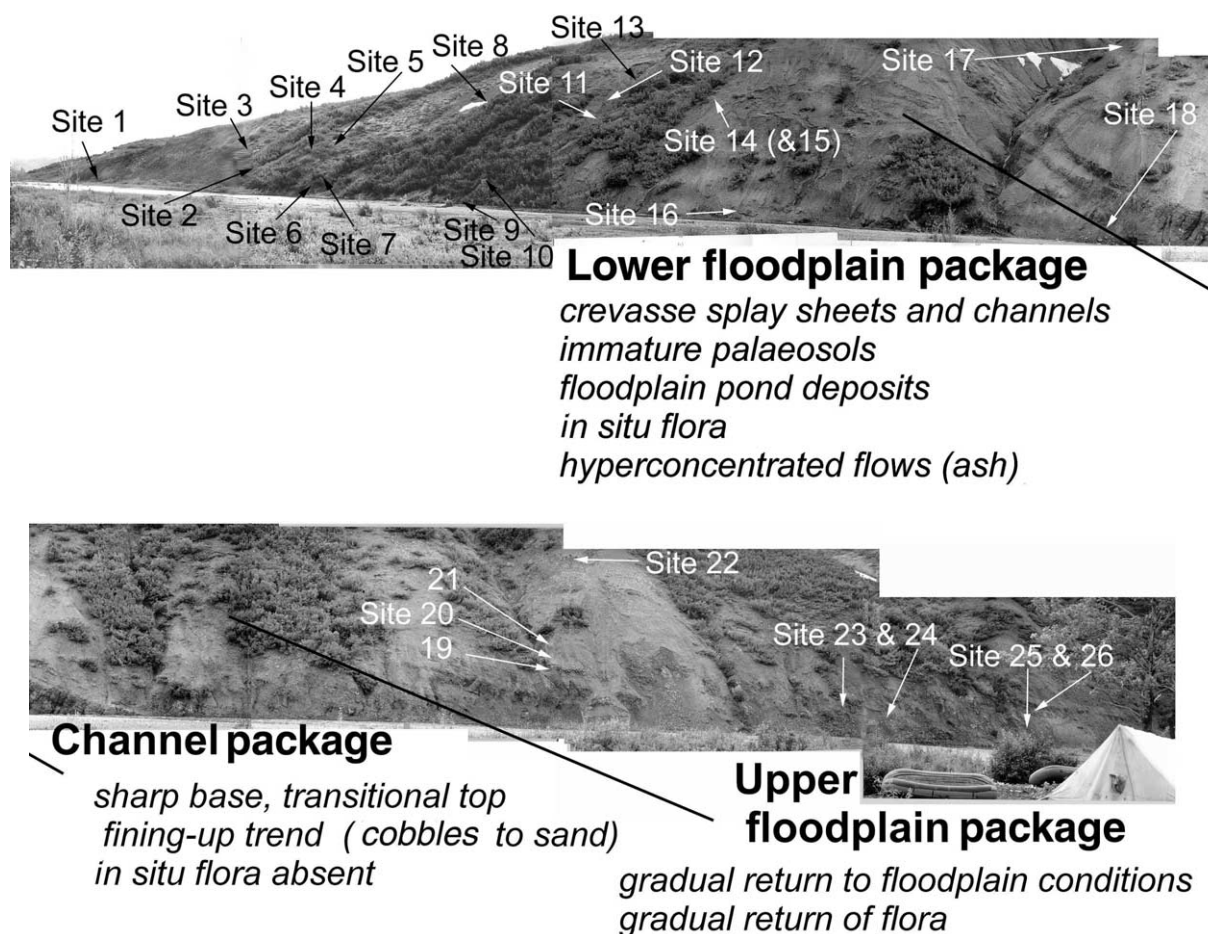 Site 13
Site 8
Site 5
Site 4
Site 12
Site 11
Site 17
Site 3
Site 1
Site 18
Site 14 (&15)
Site 2
Site 6
Site 7
Site 9
Site 10
Site 16
Lower floodplain package
crevasse splay sheets and channels
immature palaeosols
floodplain pond deposits
in situ flora
hyperconcentrated flows (ash)
Site 22
21
Site 20
19
Site 23 & 24
Site 25 & 26
Channel package
sharp base, transitional top
fining-up trend (cobbles to sand)
in situ flora absent
Upper
floodplain package
gradual return to floodplain conditions
gradual return of flora